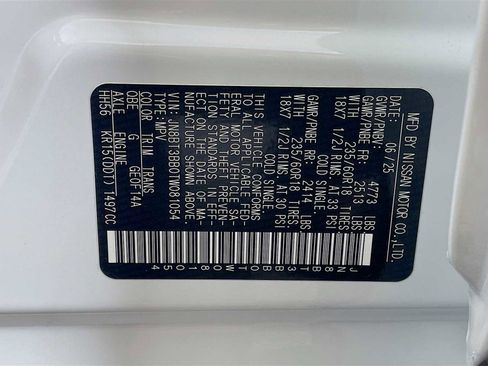 MFD BY NISSAN MOTOR CO.,LTD.
DATE: 06/25
GVWR/PNBV: 4773 LBS
GAWR/PNBE FR: 2513 LBS
WITH 235/60R18 TIRES
18X7 1/2J RIMS. AT 33 PSI
COLD SINGLE
GAWR/PNBE RR: 2414 LBS
WITH 235/60R18 TIRES
18X7 1/2J RIMS. AT 30 PSI
COLD SINGLE
THIS VEHICLE CONFORMS
TO ALL APPLICABLE FED-
ERAL MOTOR VEHICLE SA-
FETY AND THEFT PREVEN-
TION STANDARDS IN EFF-
ECT ON THE DATE OF MA-
NUFACTURE SHOWN ABOVE.
VIN: JN8BT3BB0TW081054
TYPE: MPV
COLOR TRIM TRANS
G GE0F14A
AXLE ENGINE
HH56 KR15(DDT)1497CC
JN8BT3BB0TW081054